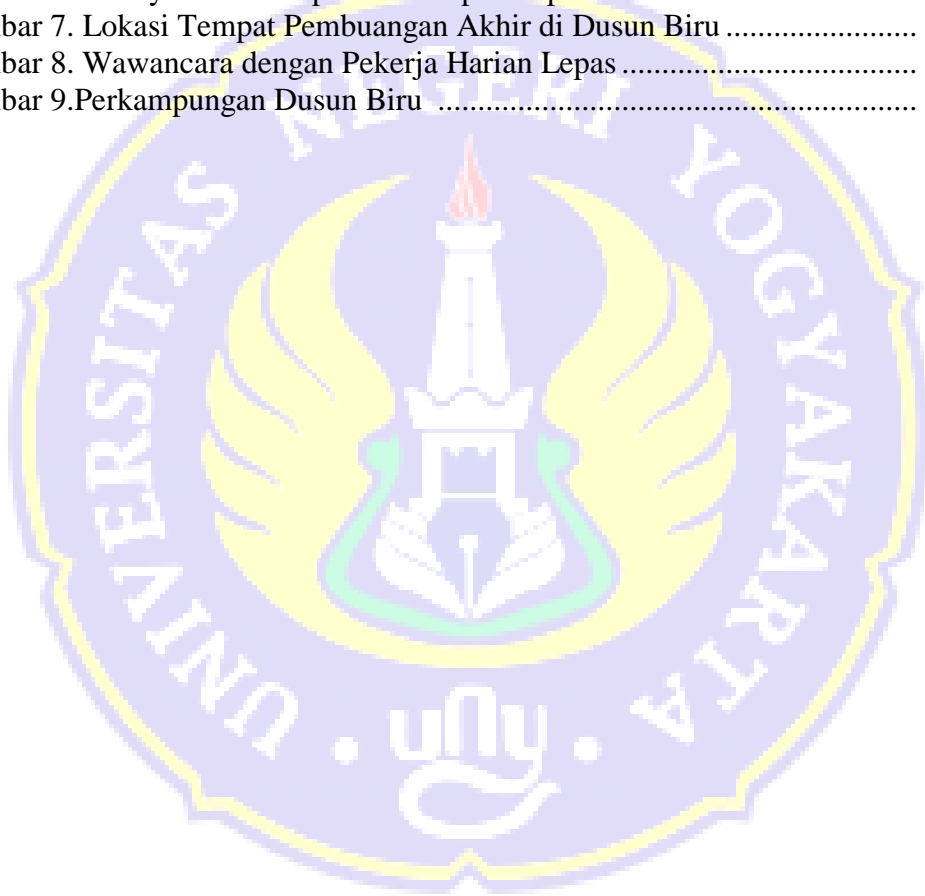 bar 7. Lokasi Tempat Pembuangan Akhir di Dusun Biru ........................
bar 8. Wawancara dengan Pekerja Harian Lepas .....................................
bar 9.Perkampungan Dusun Biru ............................................................
UNIVERSITAS NEGERI YOGYAKARTA
uny